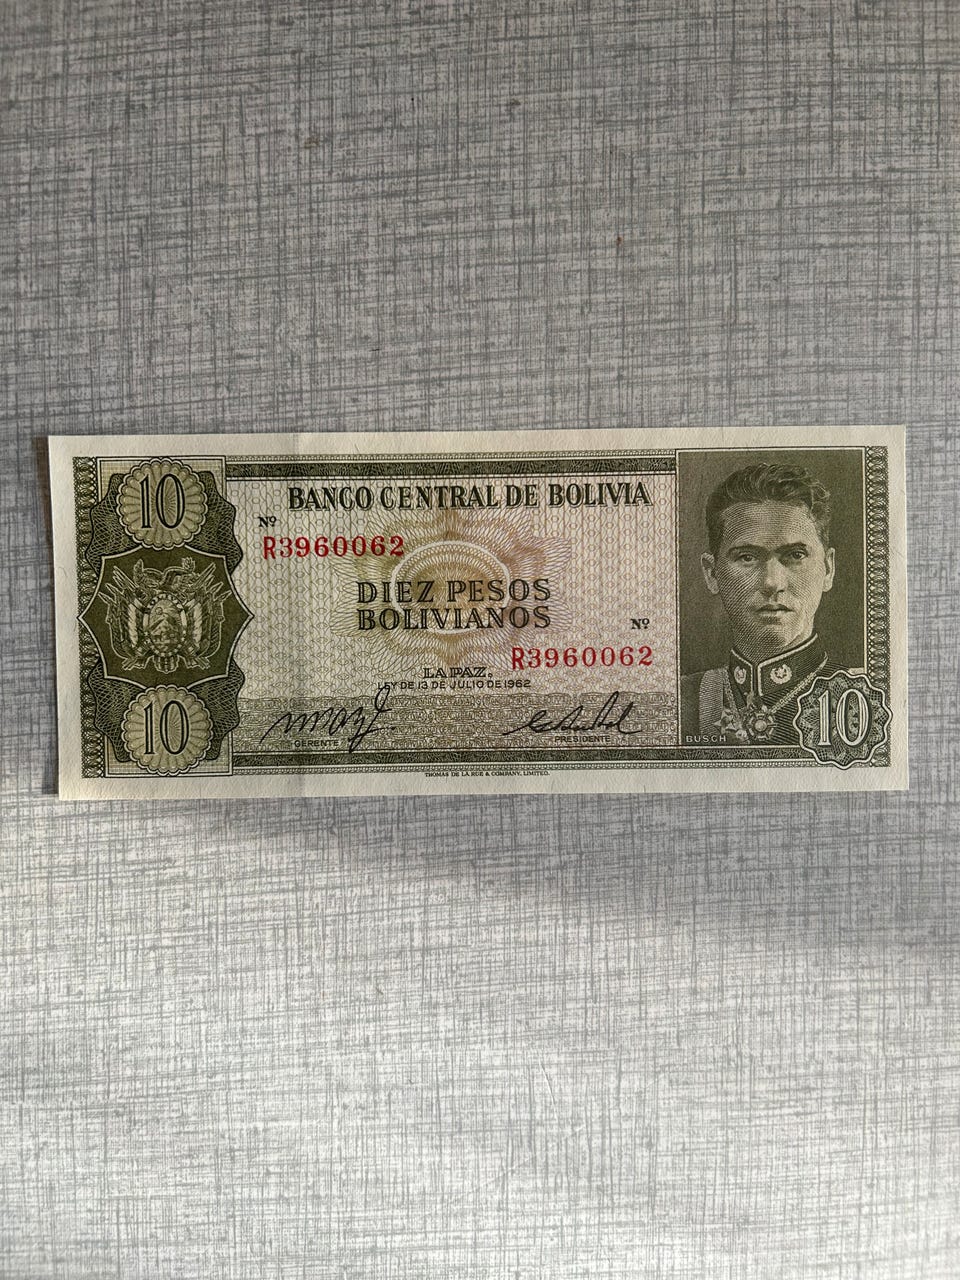 10
BANCO CENTRAL DE BOLIVIA
Nº
R3960062
DIEZ PESOS
BOLIVIANOS
Nº
R3960062
LA PAZ,
LEY DE 13 DE JULIO DE 1962
10
GERENTE
PRESIDENTE
BUSCH
10
THOMAS DE LA RUE & COMPANY, LIMITED.